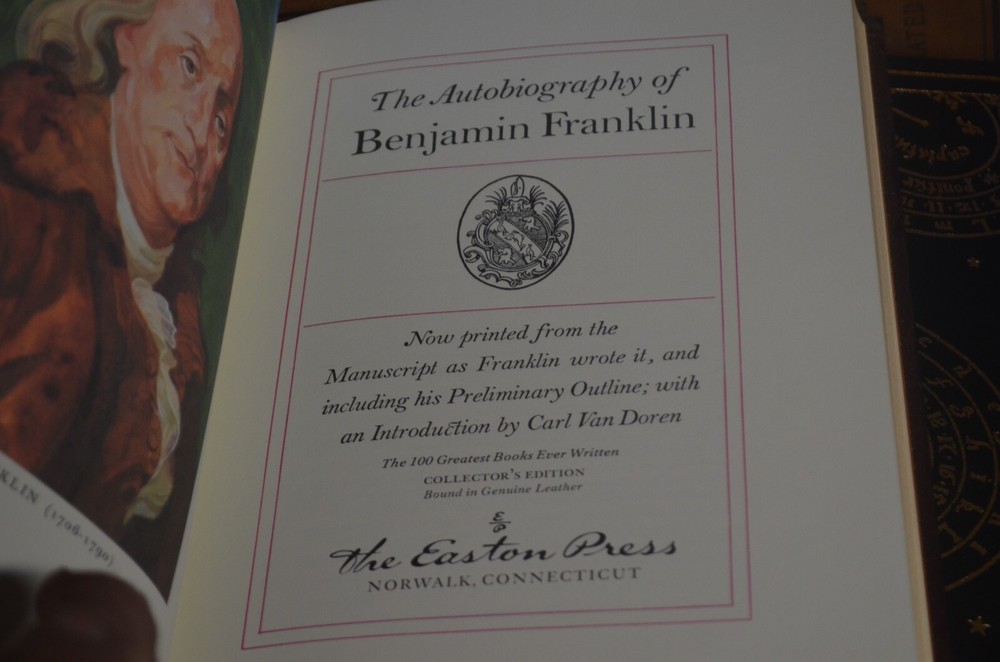 The Autobiography of
Benjamin Franklin
Now printed from the
Manuscript as Franklin wrote it, and
including his Preliminary Outline; with
an Introduction by Carl Van Doren
The 100 Greatest Books Ever Written
COLLECTOR'S EDITION
Bound in Genuine Leather
The Easton Press
NORWALK, CONNECTICUT
KLIN (1706-1790)